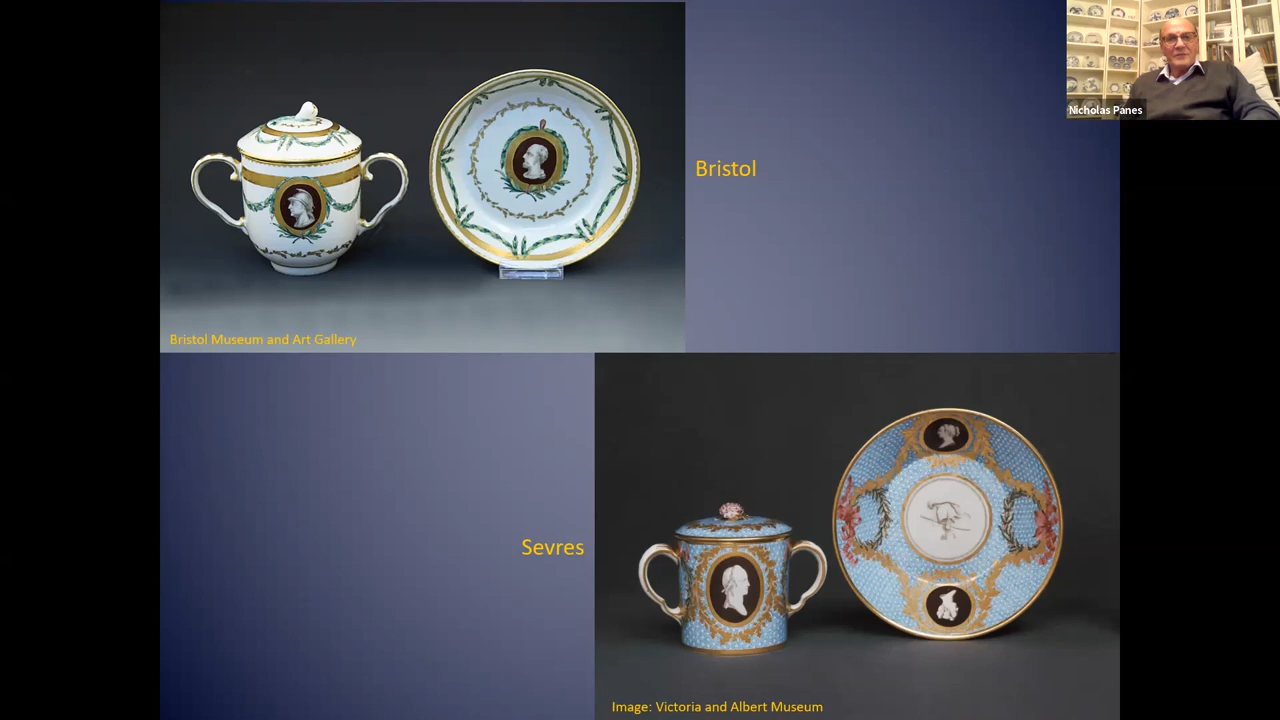 Nicholas Panes
Bristol
Bristol Museum and Art Gallery
Sevres
Image: Victoria and Albert Museum